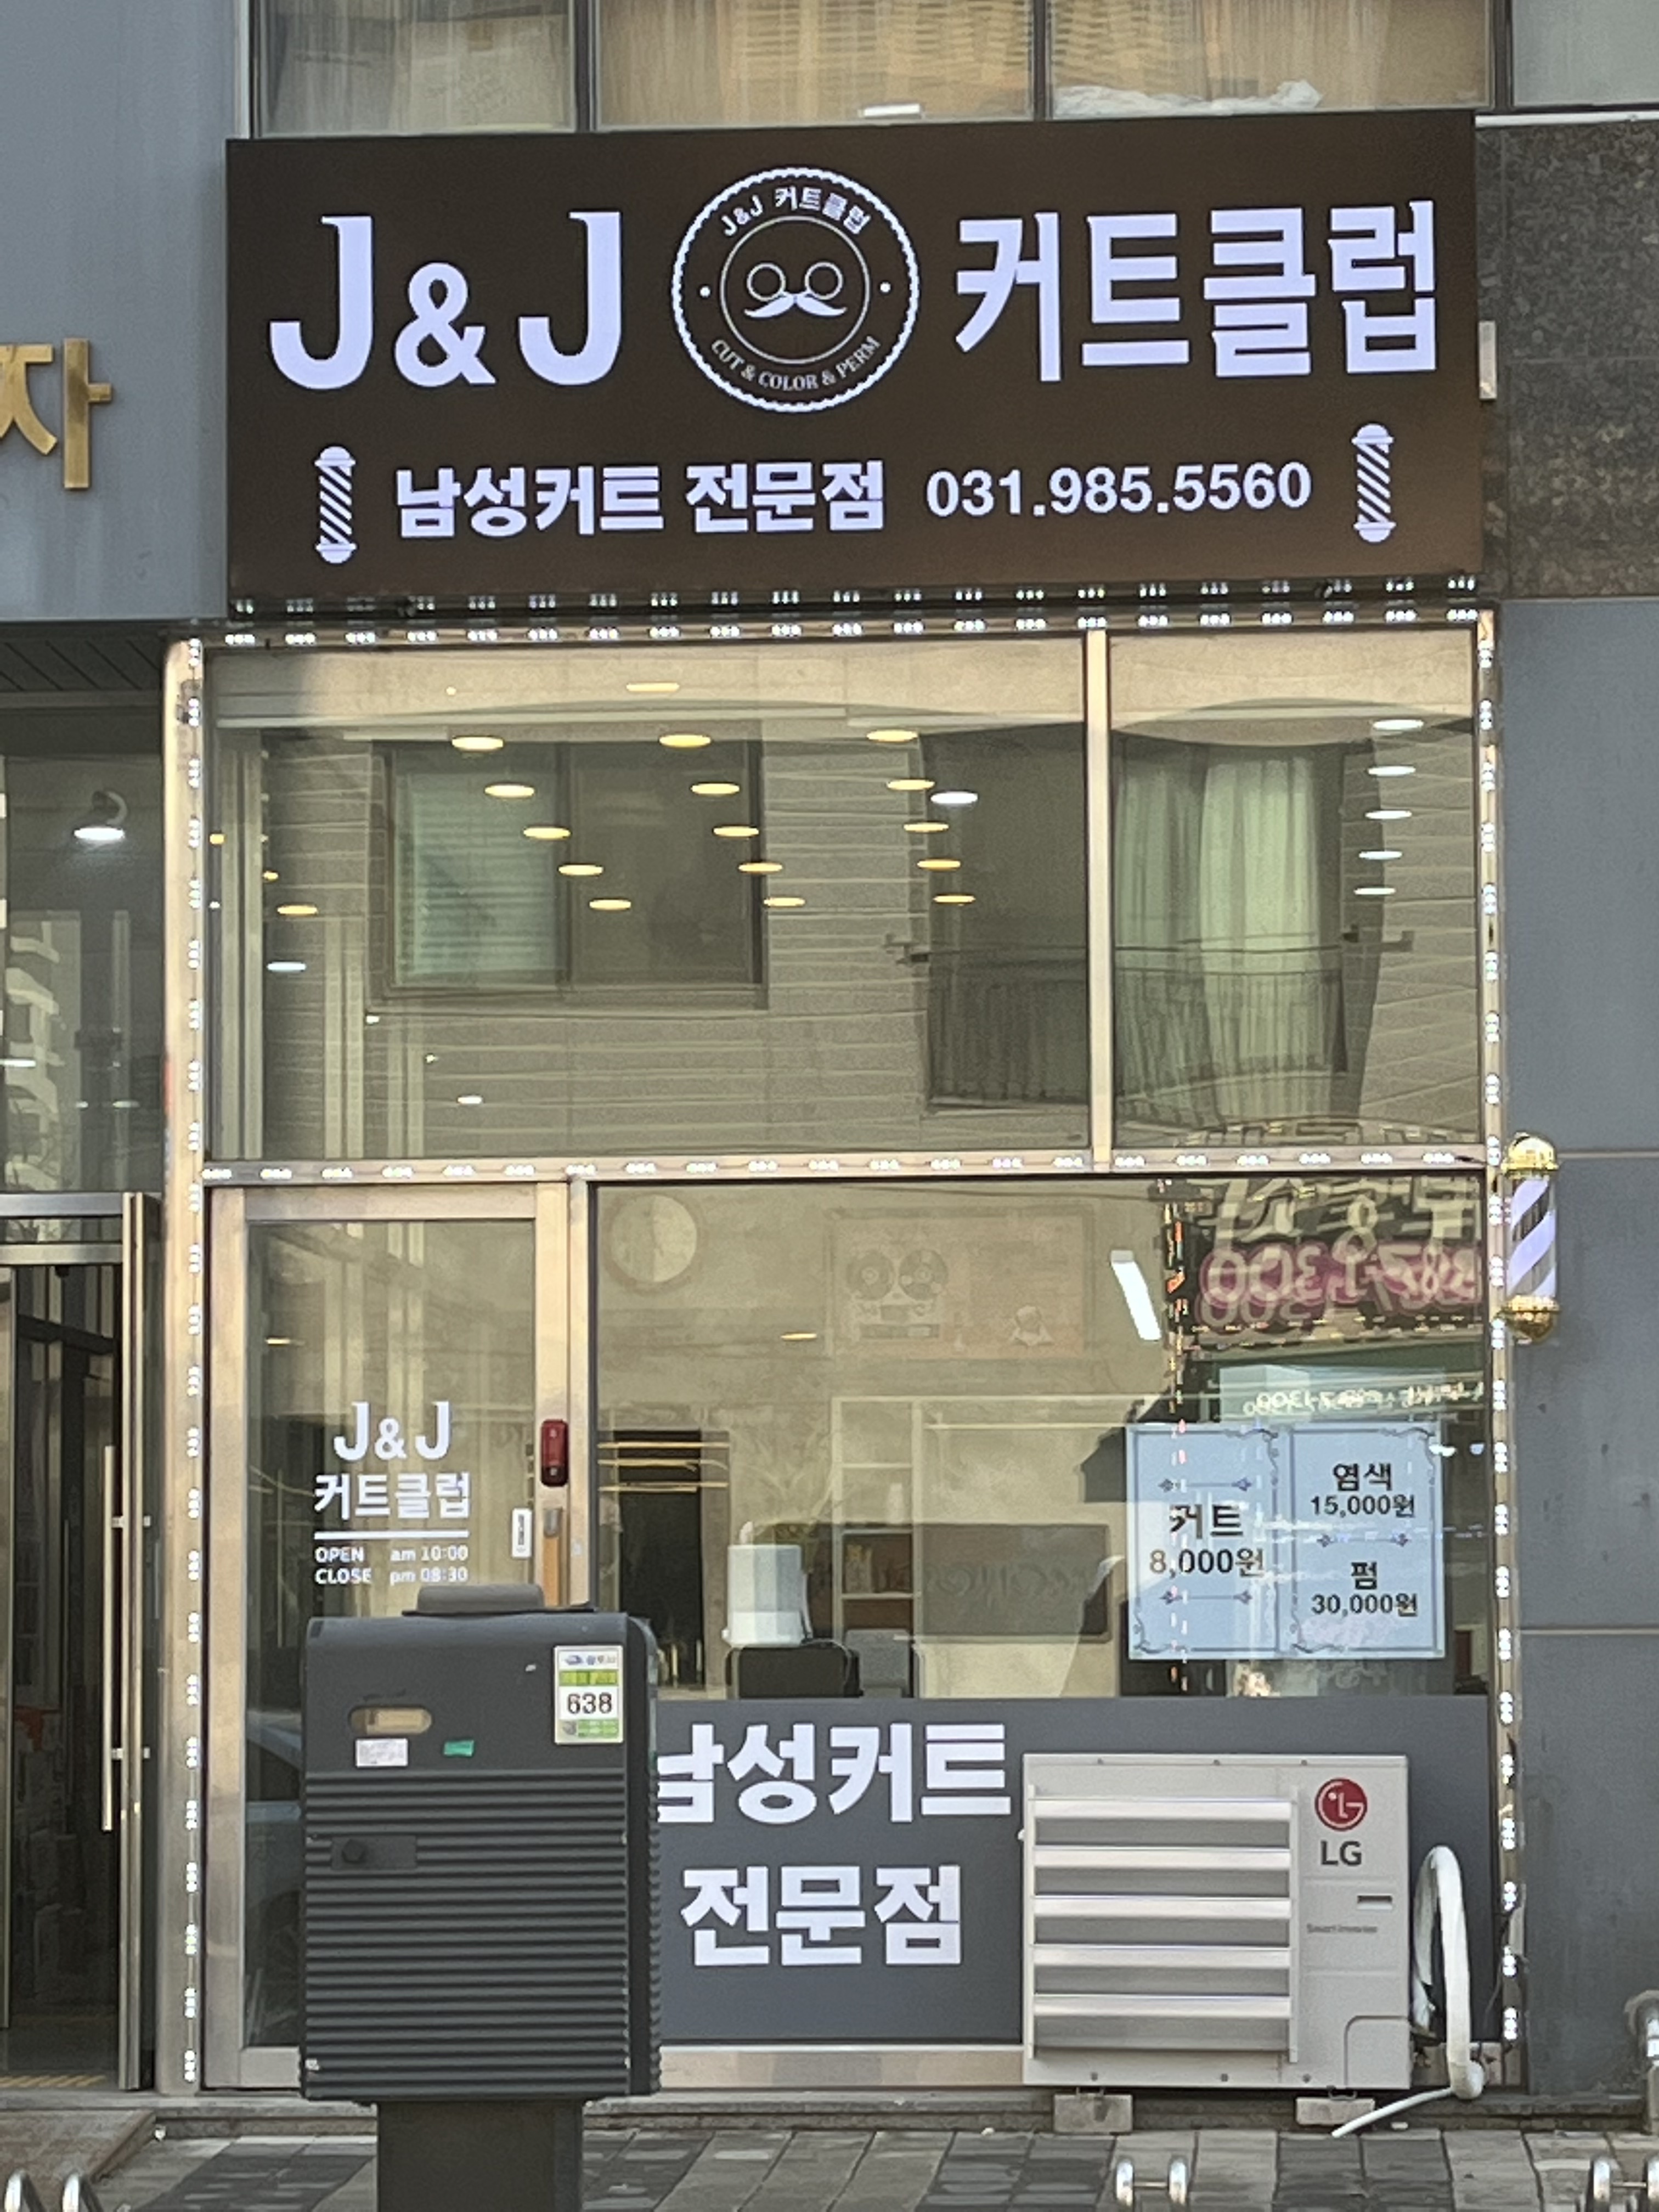 J&J 커트클럽
J&J 커트클럽
CUT & COLOR & PERM
남성커트 전문점 031.985.5560
자
J&J
커트클럽
OPEN am 10:00
CLOSE pm 08:30
커트
8,000원
염색
15,000원
펌
30,000원
638
남성커트
전문점
LG
Smart Inverter